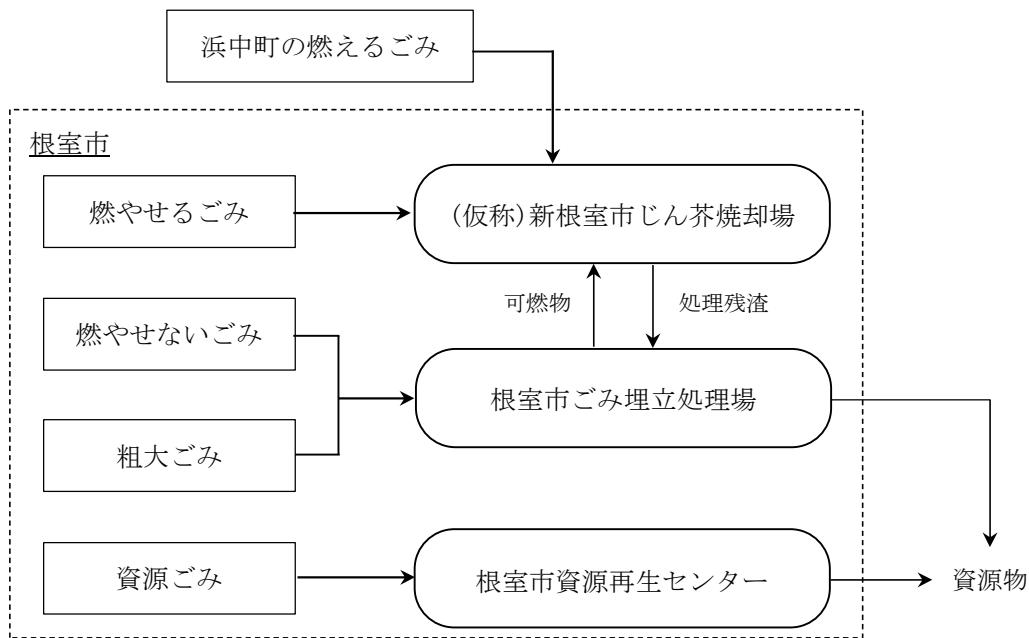 浜中町の燃えるごみ
根室市
燃やせるごみ
(仮称)新根室市じん芥焼却場
可燃物
処理残渣
燃やせないごみ
根室市ごみ埋立処理場
粗大ごみ
資源ごみ
根室市資源再生センター
資源物